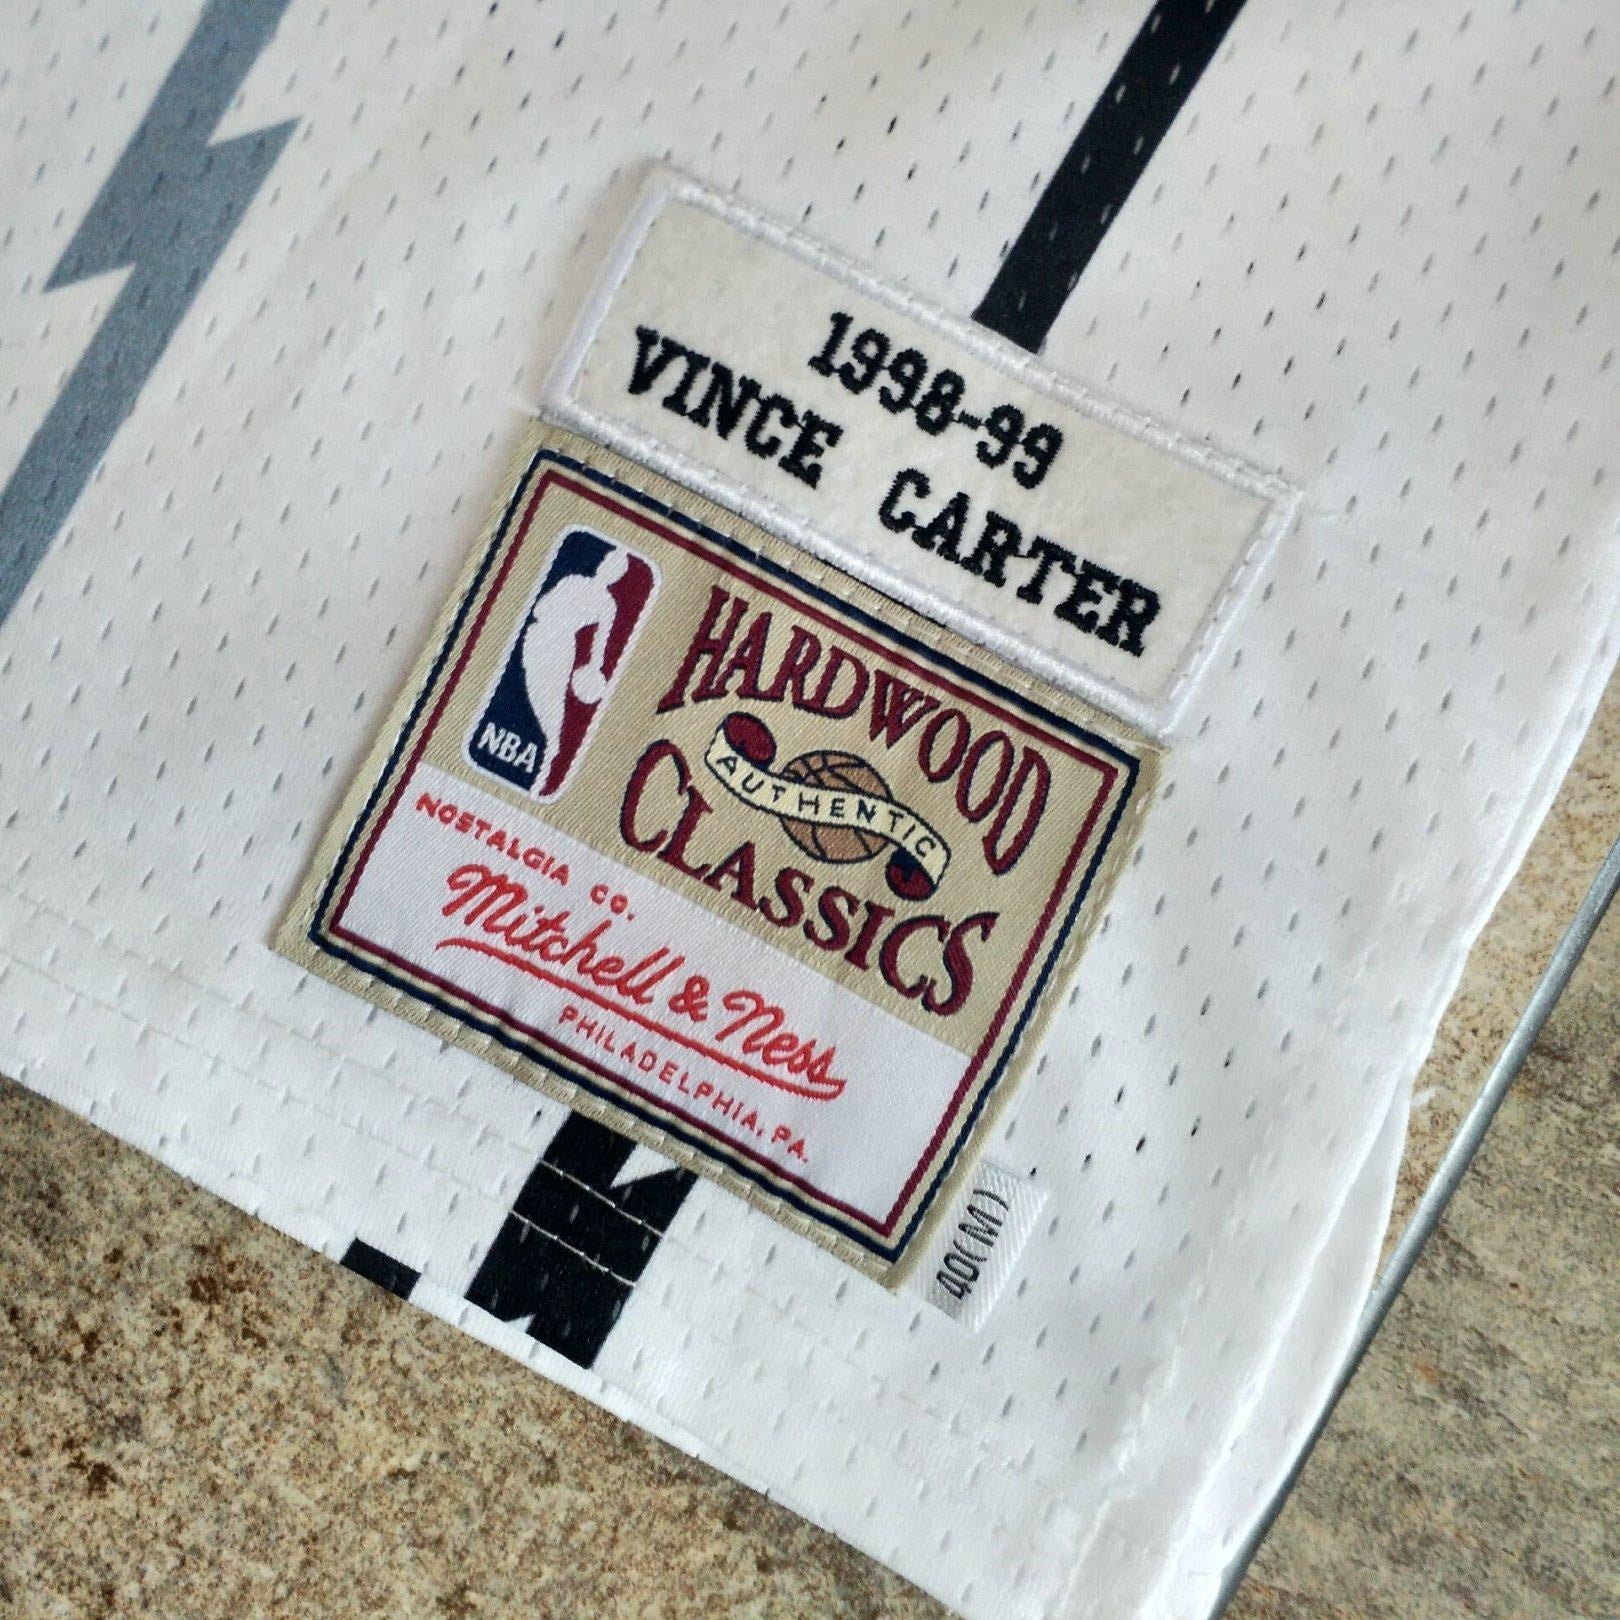 1998-99
VINCE CARTER
NBA
HARDWOOD
AUTHENTIC
CLASSICS
NOSTALGIA CO.
Mitchell & Ness
PHILADELPHIA, PA.
40(M)